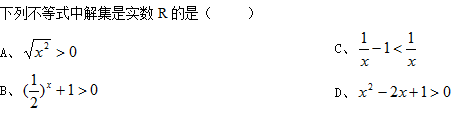 下列不等式中解集是实数 R 的是（　　）
A、$\sqrt{x^2}>0$
C、$\frac{1}{x}-1<\frac{1}{x}$
B、$(\frac{1}{2})^x+1>0$
D、$x^2-2x+1>0$